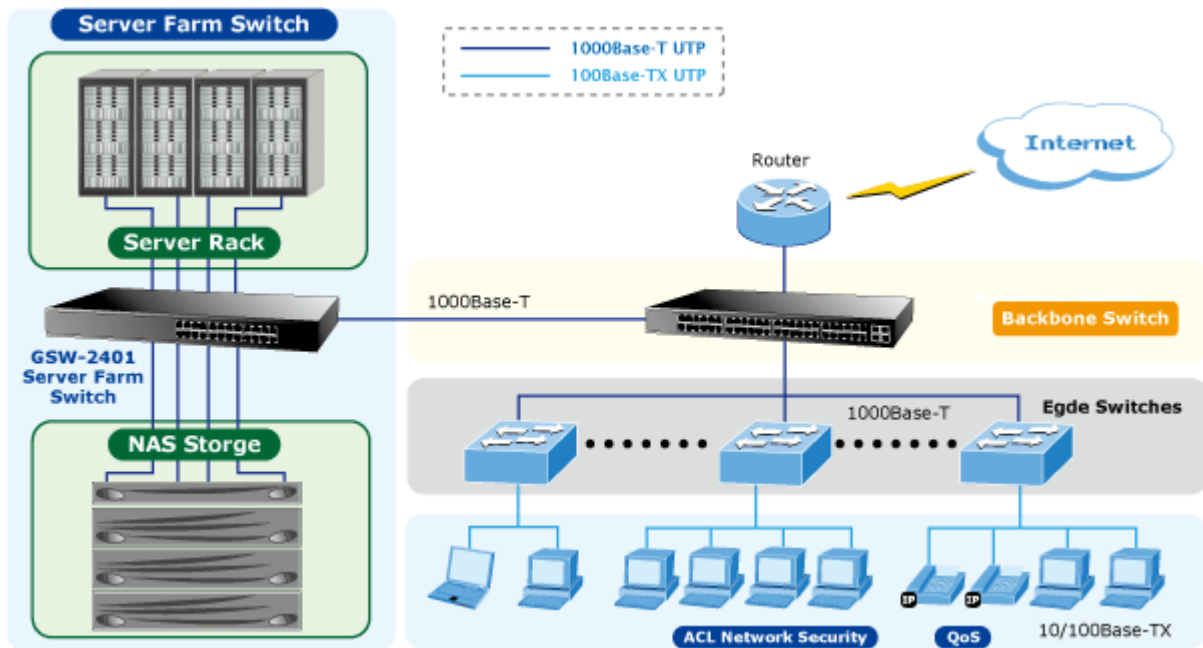 Server Farm Switch
1000Base-T UTP
100Base-TX UTP
Internet
Router
Server Rack
1000Base-T
Backbone Switch
GSW-2401
Server Farm
Switch
1000Base-T
Egde Switches
NAS Storge
IP
IP
ACL Network Security
QoS
10/100Base-TX